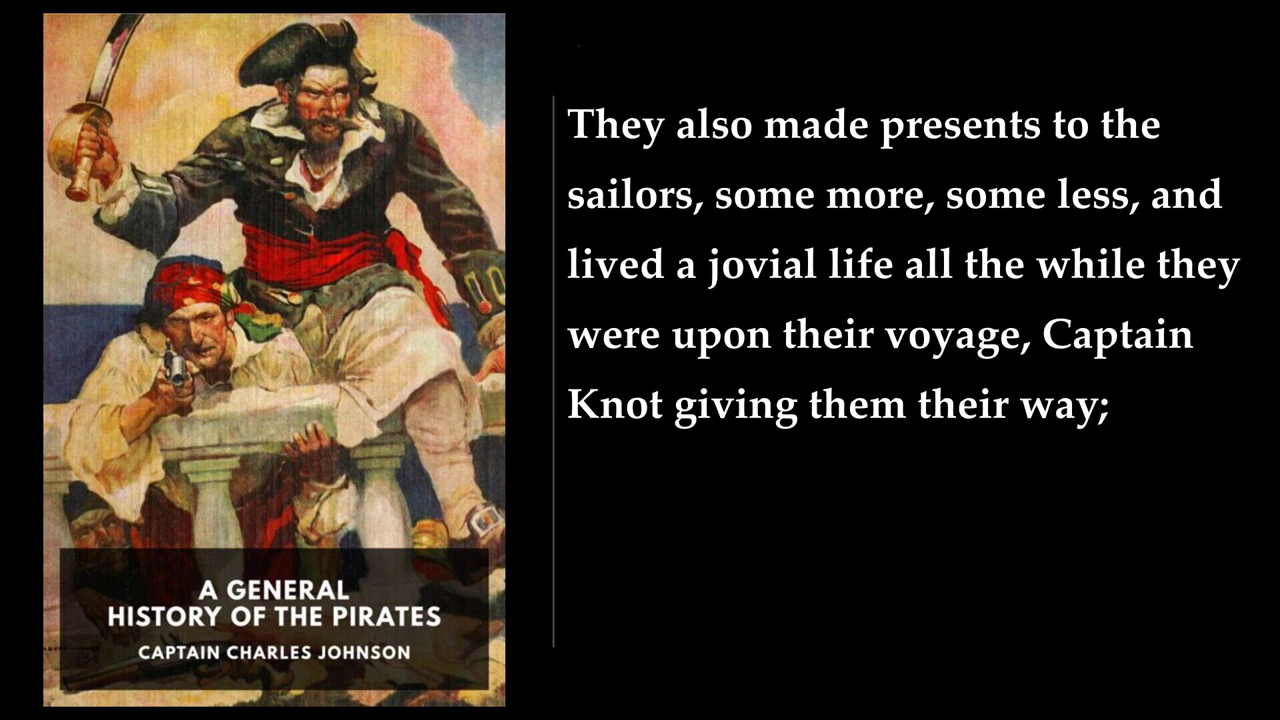 A GENERAL
HISTORY OF THE PIRATES
CAPTAIN CHARLES JOHNSON
They also made presents to the
sailors, some more, some less, and
lived a jovial life all the while they
were upon their voyage, Captain
Knot giving them their way;